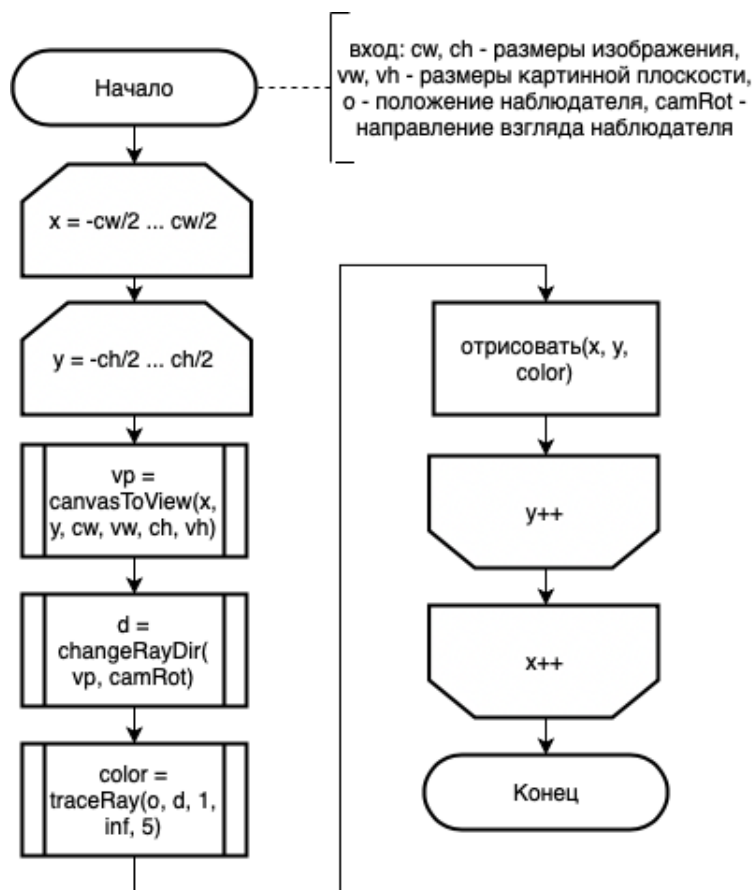 Начало
вход: cw, ch - размеры изображения,
vw, vh - размеры картинной плоскости,
o - положение наблюдателя, camRot -
направление взгляда наблюдателя
x = -cw/2 ... cw/2
y = -ch/2 ... ch/2
vp =
canvasToView(x,
y, cw, vw, ch, vh)
d =
changeRayDir(
vp, camRot)
color =
traceRay(o, d, 1,
inf, 5)
отрисовать(x, y,
color)
y++
x++
Конец